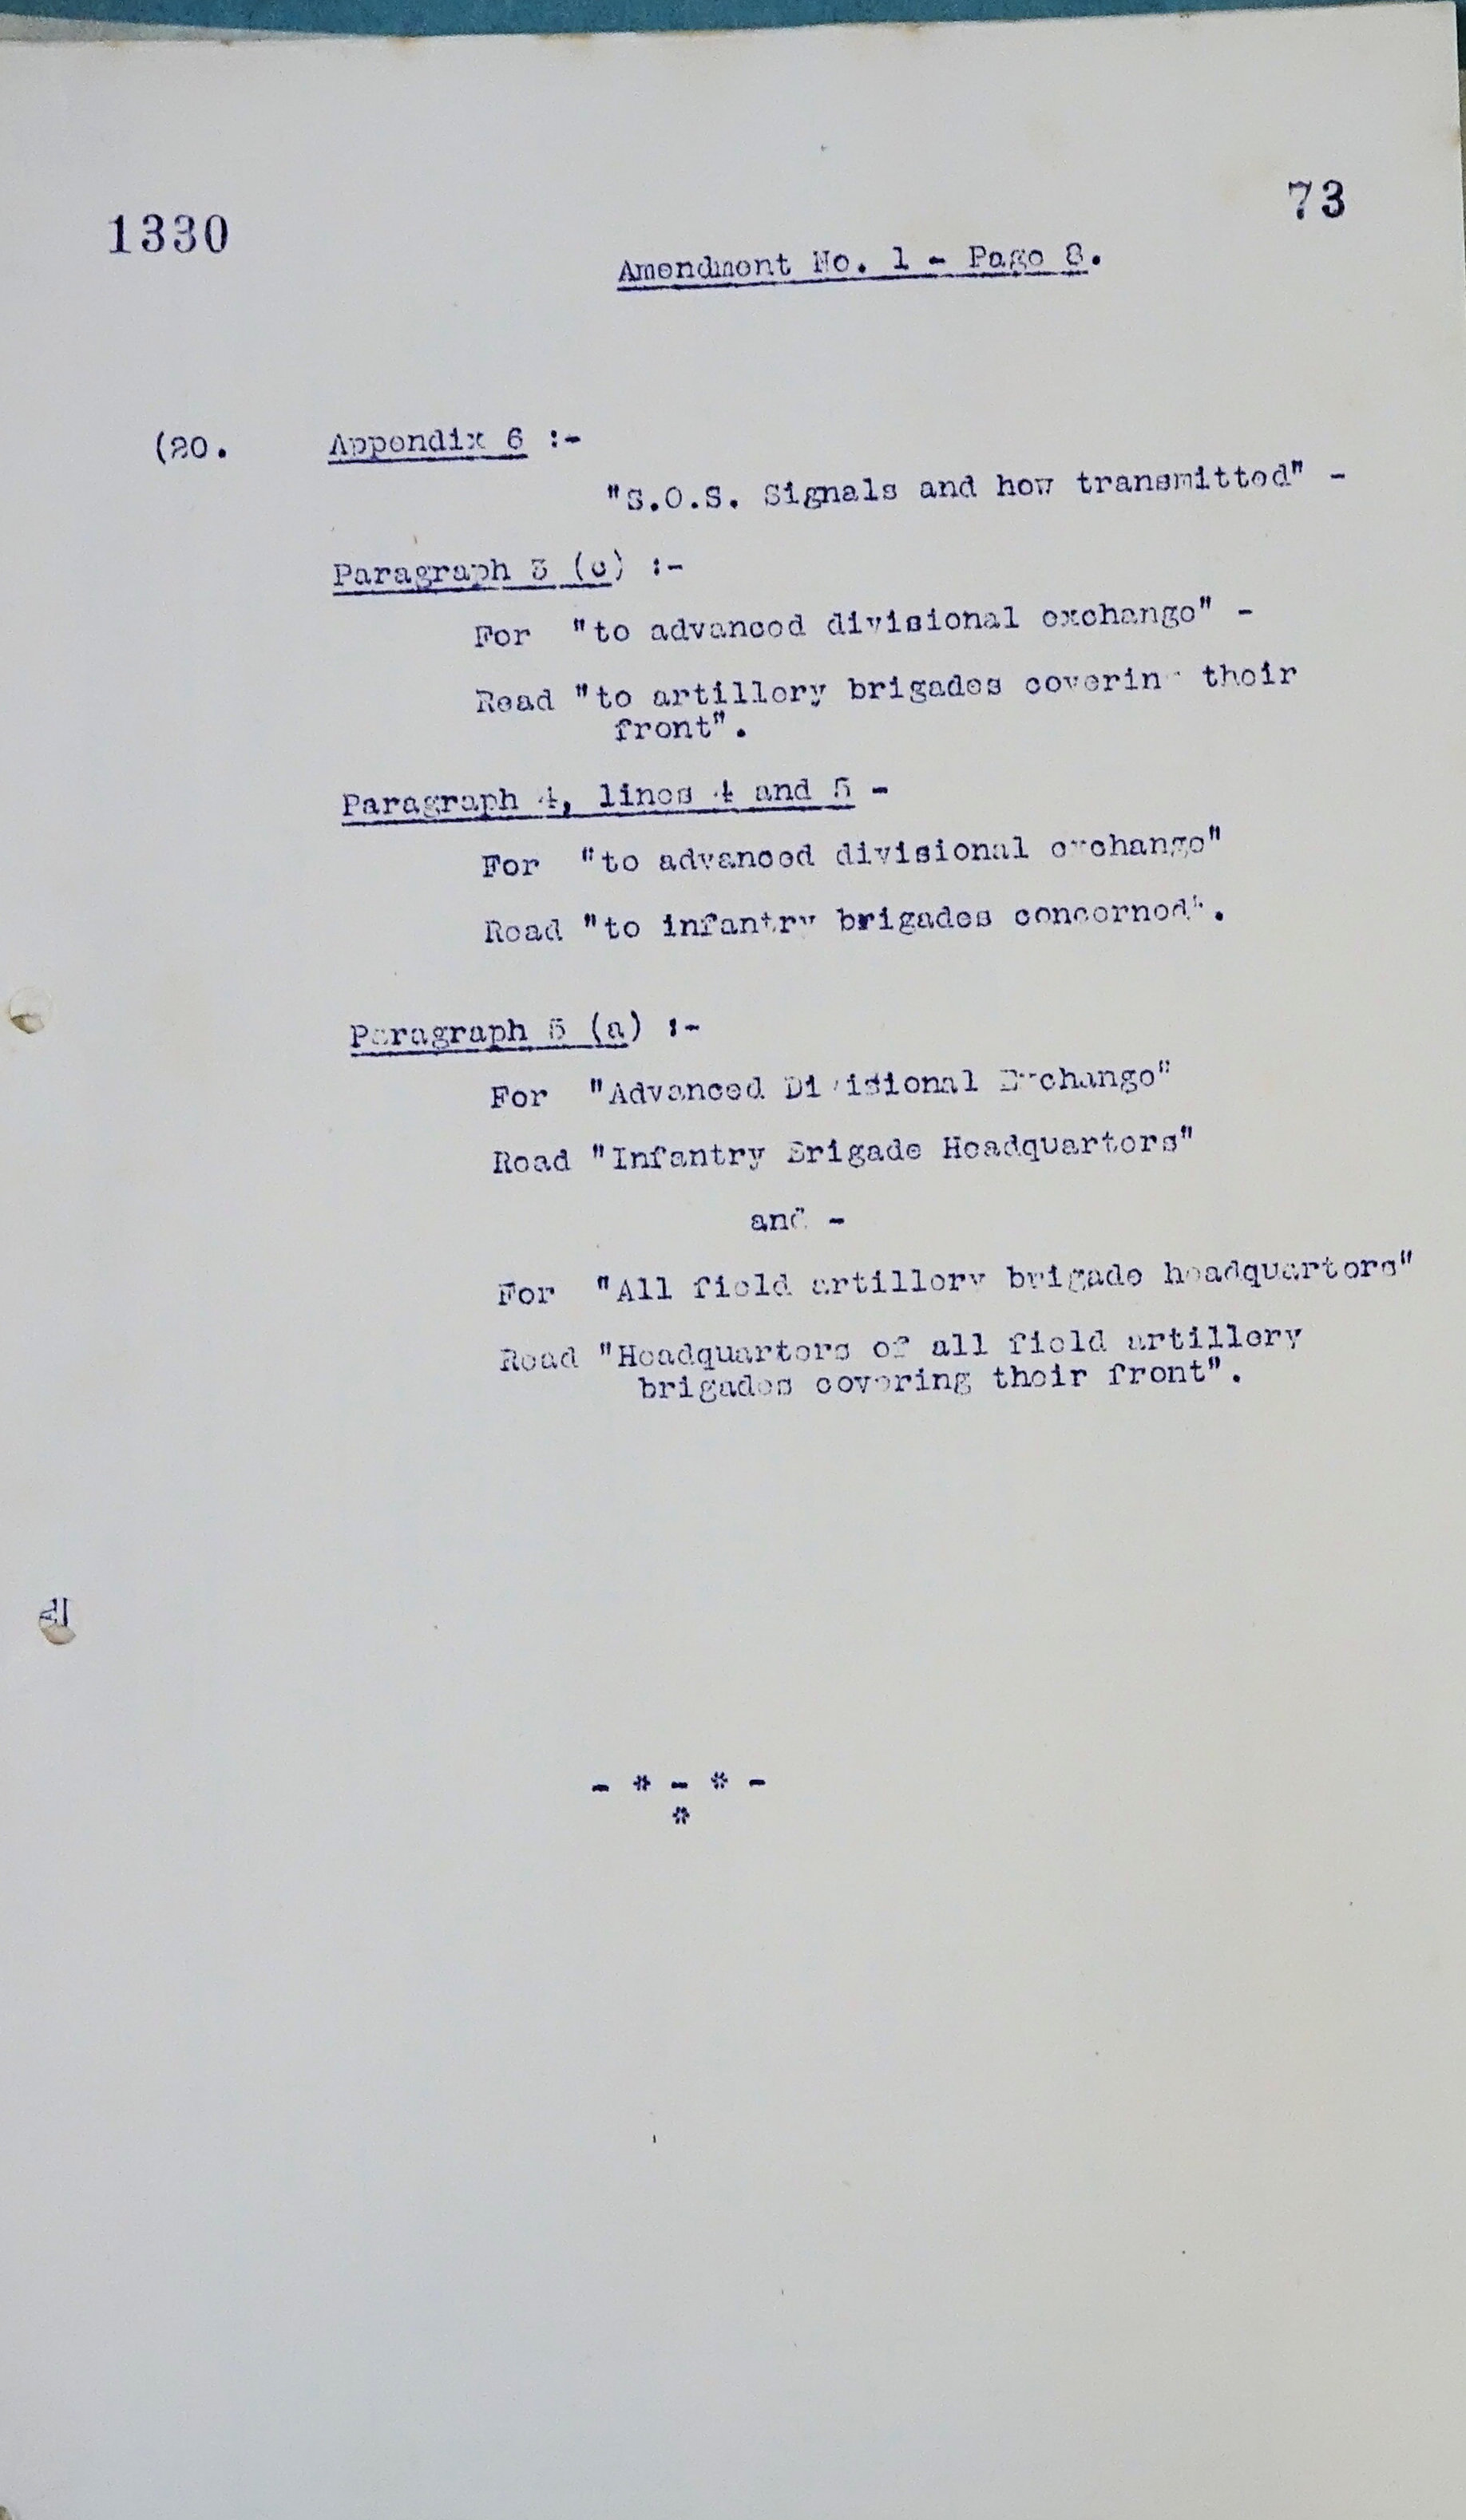 1330
73
Amendment No. 1 - Page 8.
(20. Appendix 6 :-
"S.O.S. Signals and how transmitted" -
Paragraph 3 (c) :-
For "to advanced divisional exchange" -
Read "to artillery brigades covering their
front".
Paragraph 4, lines 4 and 5 -
For "to advanced divisional exchange"
Read "to infantry brigades concerned".
Paragraph 5 (a) :-
For "Advanced Divisional Exchange"
Read "Infantry Brigade Headquarters"
and -
For "All field artillery brigade headquarters"
Read "Headquarters of all field artillery
brigades covering their front".
- * - * -
*